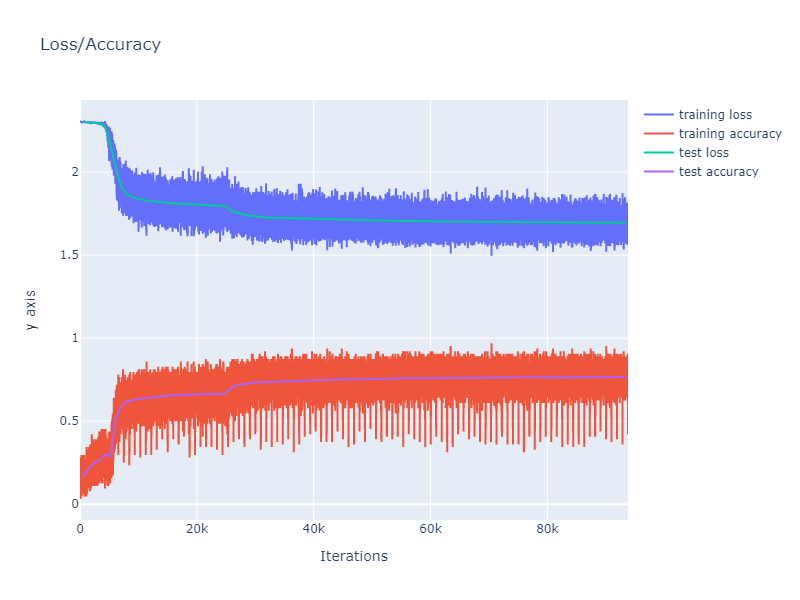 Loss/Accuracy
training loss
training accuracy
test loss
test accuracy
2
1.5
1
0.5
0
y axis
0 20k 40k 60k 80k
Iterations